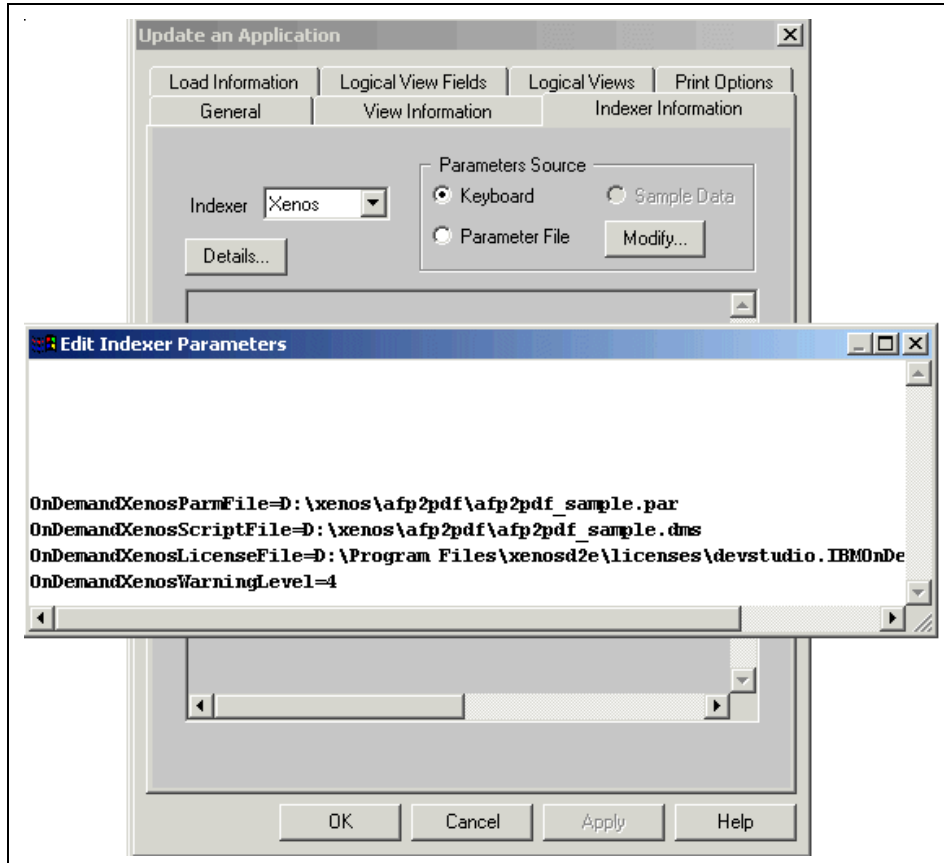 Update an Application
Load Information Logical View Fields Logical Views Print Options
General View Information Indexer Information
Parameters Source
Indexer Xenos Keyboard Sample Data
Parameter File Modify...
Details...
Edit Indexer Parameters
OnDemandXenosParmFile=D:\xenos\afp2pdf\afp2pdf_sample.par
OnDemandXenosScriptFile=D:\xenos\afp2pdf\afp2pdf_sample.dms
OnDemandXenosLicenseFile=D:\Program Files\xenosd2e\licenses\devstudio.IBMOnDe
OnDemandXenosWarningLevel=4
OK Cancel Apply Help